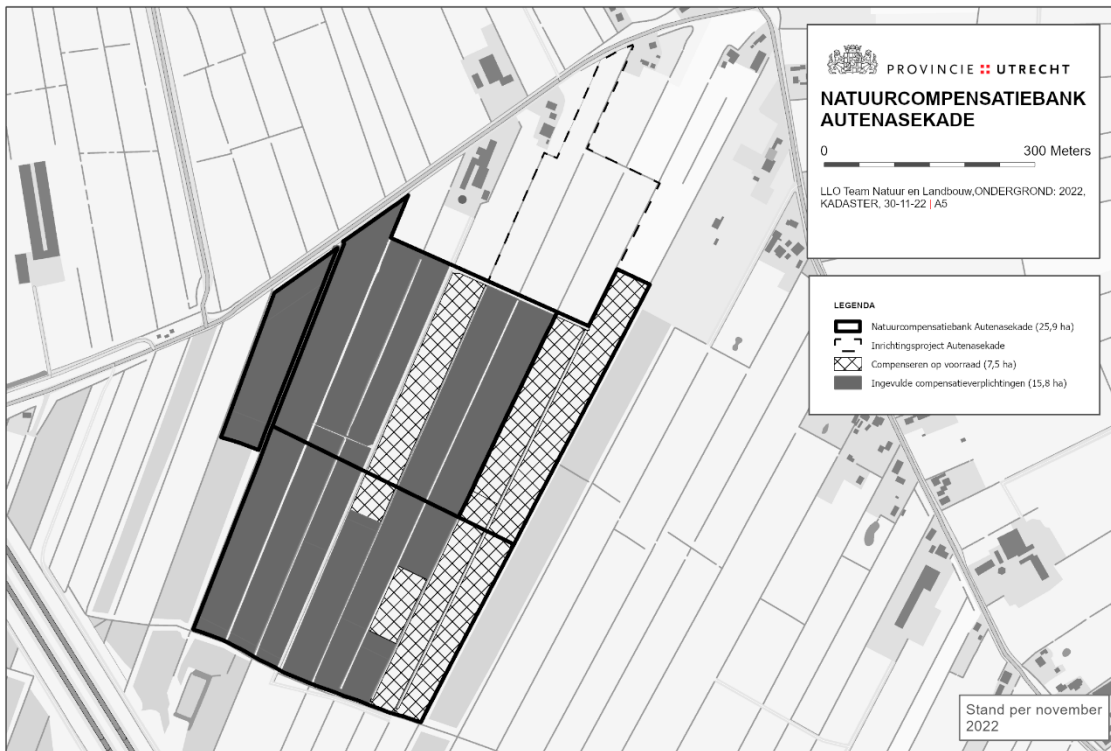 PROVINCIE UTRECHT
NATUURCOMPENSATIEBANK
AUTENASEKADE
0 300 Meters
LLO Team Natuur en Landbouw,ONDERGROND: 2022,
KADASTER, 30-11-22 | A5
LEGENDA
Natuurcompensatiebank Autenasekade (25,9 ha)
Inrichtingsproject Autenasekade
Compenseren op voorraad (7,5 ha)
Ingevulde compensatieverplichtingen (15,8 ha)
Stand per november
2022